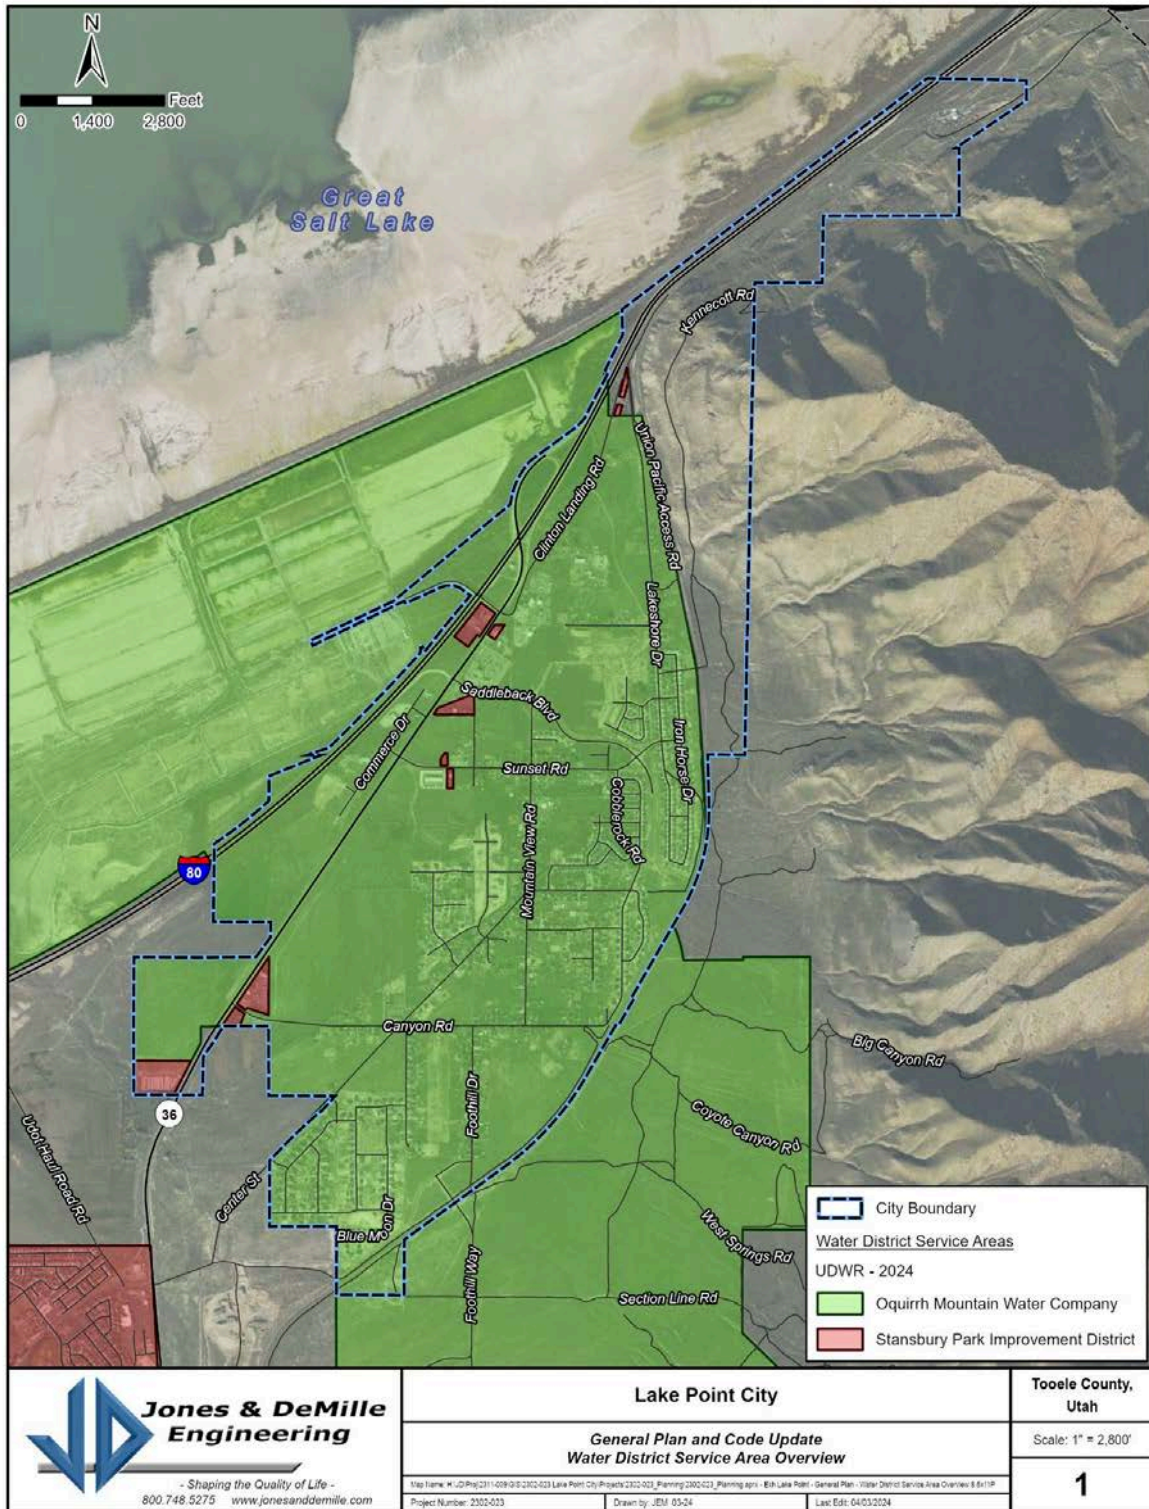 N
Feet
0 1,400 2,800
Great
Salt Lake
Kennecott Rd
Union Pacific Access Rd
Clinton Landing Rd
Lakeshore Dr
Saddleback Blvd
Commerce Dr
Iron Horse Dr
Sunset Rd
Cobblerock Rd
Mountain View Rd
80
Canyon Rd
Big Canyon Rd
Foothill Dr
36
Coyote Canyon Rd
Udot Haul Road Rd
Center St
Blue Moon Dr
West Springs Rd
Foothill Way
Section Line Rd
City Boundary
Water District Service Areas
UDWR - 2024
Oquirrh Mountain Water Company
Stansbury Park Improvement District
Jones & DeMille
Engineering
- Shaping the Quality of Life -
800.748.5275 www.jonesanddemille.com
Lake Point City
General Plan and Code Update
Water District Service Area Overview
Project Number: 2302-023 Drawn by: JEM 03-24 Last Edit: 04/03/2024
Tooele County,
Utah
Scale: 1" = 2,800'
1